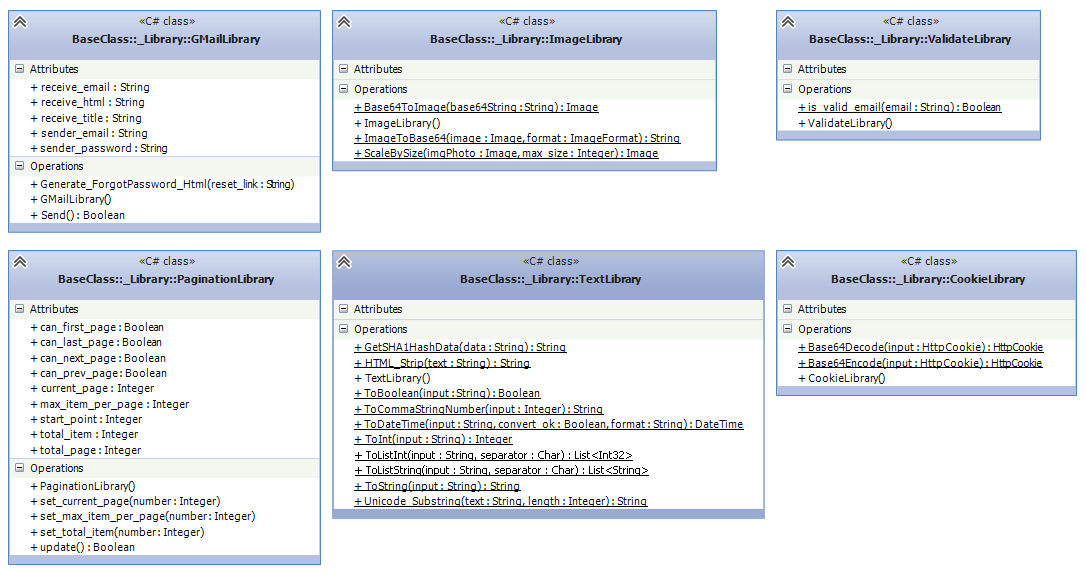 «C# class»
BaseClass::_Library::GMailLibrary
Attributes
+ receive_email : String
+ receive_html : String
+ receive_title : String
+ sender_email : String
+ sender_password : String
Operations
+ Generate_ForgotPassword_Html(reset_link : String)
+ GMailLibrary()
+ Send() : Boolean
«C# class»
BaseClass::_Library::ImageLibrary
Attributes
Operations
+ Base64ToImage(base64String : String) : Image
+ ImageLibrary()
+ ImageToBase64(image : Image, format : ImageFormat) : String
+ ScaleBySize(imgPhoto : Image, max_size : Integer) : Image
«C# class»
BaseClass::_Library::ValidateLibrary
Attributes
Operations
+ is_valid_email(email : String) : Boolean
+ ValidateLibrary()
«C# class»
BaseClass::_Library::PaginationLibrary
Attributes
+ can_first_page : Boolean
+ can_last_page : Boolean
+ can_next_page : Boolean
+ can_prev_page : Boolean
+ current_page : Integer
+ max_item_per_page : Integer
+ start_point : Integer
+ total_item : Integer
+ total_page : Integer
Operations
+ PaginationLibrary()
+ set_current_page(number : Integer)
+ set_max_item_per_page(number : Integer)
+ set_total_item(number : Integer)
+ update() : Boolean
«C# class»
BaseClass::_Library::TextLibrary
Attributes
Operations
+ GetSHA1HashData(data : String) : String
+ HTML_Strip(text : String) : String
+ TextLibrary()
+ ToBoolean(input : String) : Boolean
+ ToCommaStringNumber(input : Integer) : String
+ ToDateTime(input : String, convert_ok : Boolean, format : String) : DateTime
+ ToInt(input : String) : Integer
+ ToListInt(input : String, separator : Char) : List<Int32>
+ ToListString(input : String, separator : Char) : List<String>
+ ToString(input : String) : String
+ Unicode_Substring(text : String, length : Integer) : String
«C# class»
BaseClass::_Library::CookieLibrary
Attributes
Operations
+ Base64Decode(input : HttpCookie) : HttpCookie
+ Base64Encode(input : HttpCookie) : HttpCookie
+ CookieLibrary()